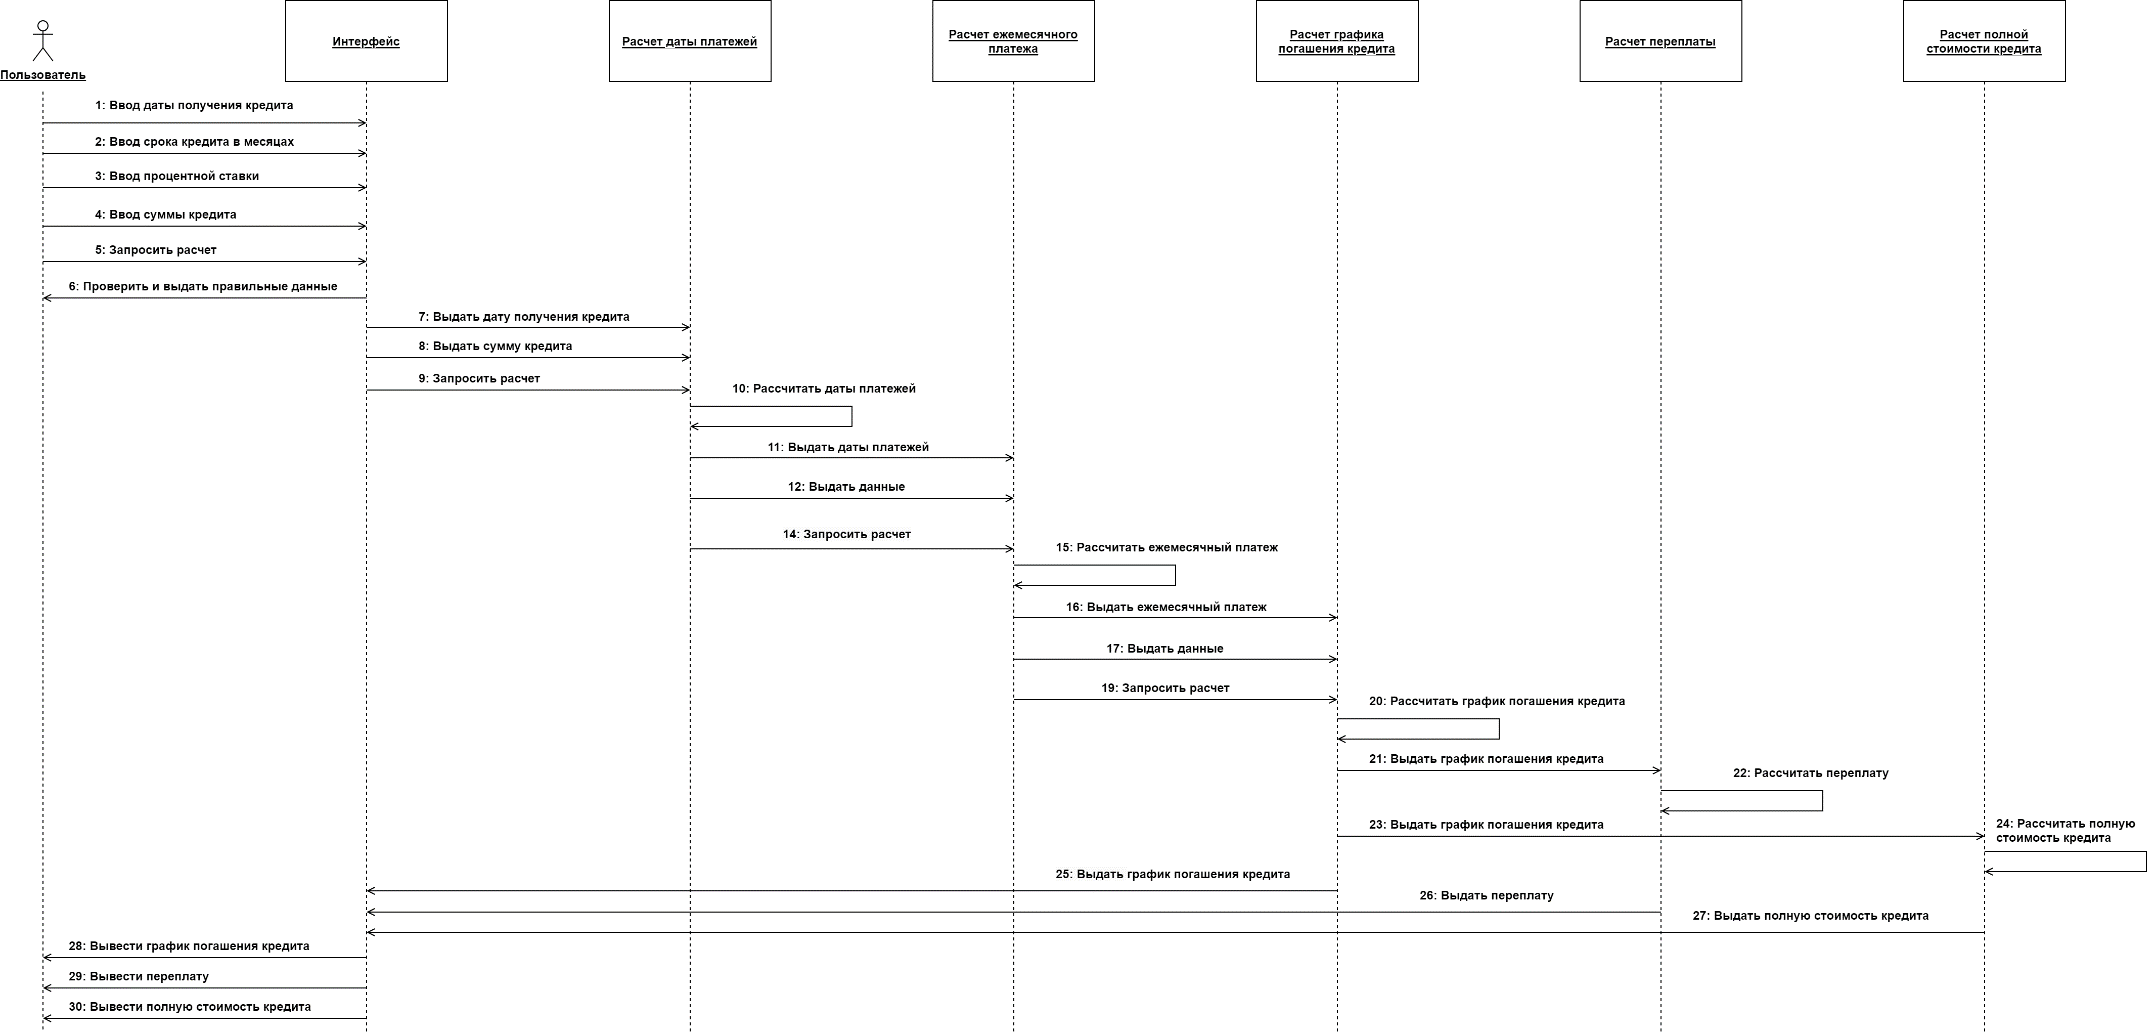 Пользователь
Интерфейс
Расчет даты платежей
Расчет ежемесячного
платежа
Расчет графика
погашения кредита
Расчет переплаты
Расчет полной
стоимости кредита
1: Ввод даты получения кредита
2: Ввод срока кредита в месяцах
3: Ввод процентной ставки
4: Ввод суммы кредита
5: Запросить расчет
6: Проверить и выдать правильные данные
7: Выдать дату получения кредита
8: Выдать сумму кредита
9: Запросить расчет
10: Рассчитать даты платежей
11: Выдать даты платежей
12: Выдать данные
14: Запросить расчет
15: Рассчитать ежемесячный платеж
16: Выдать ежемесячный платеж
17: Выдать данные
19: Запросить расчет
20: Рассчитать график погашения кредита
21: Выдать график погашения кредита
22: Рассчитать переплату
23: Выдать график погашения кредита
24: Рассчитать полную
стоимость кредита
25: Выдать график погашения кредита
26: Выдать переплату
27: Выдать полную стоимость кредита
28: Вывести график погашения кредита
29: Вывести переплату
30: Вывести полную стоимость кредита